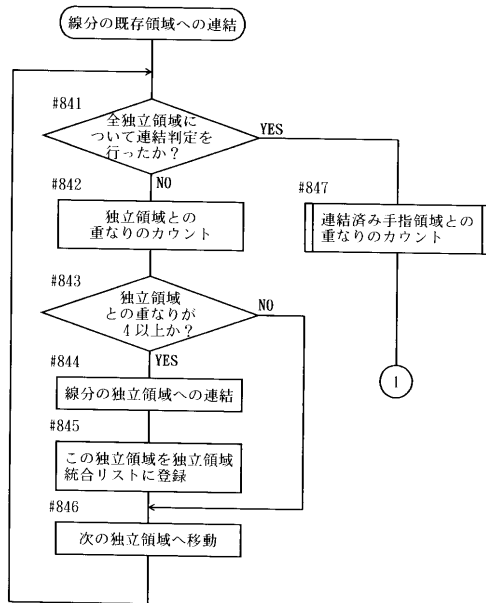 線分の既存領域への連結
#841
全独立領域に
ついて連結判定を
行ったか？
YES
NO
#842
独立領域との
重なりのカウント
#847
連結済み手指領域との
重なりのカウント
#843
独立領域
との重なりが
4以上か？
NO
YES
1
#844
線分の独立領域への連結
#845
この独立領域を独立領域
統合リストに登録
#846
次の独立領域へ移動